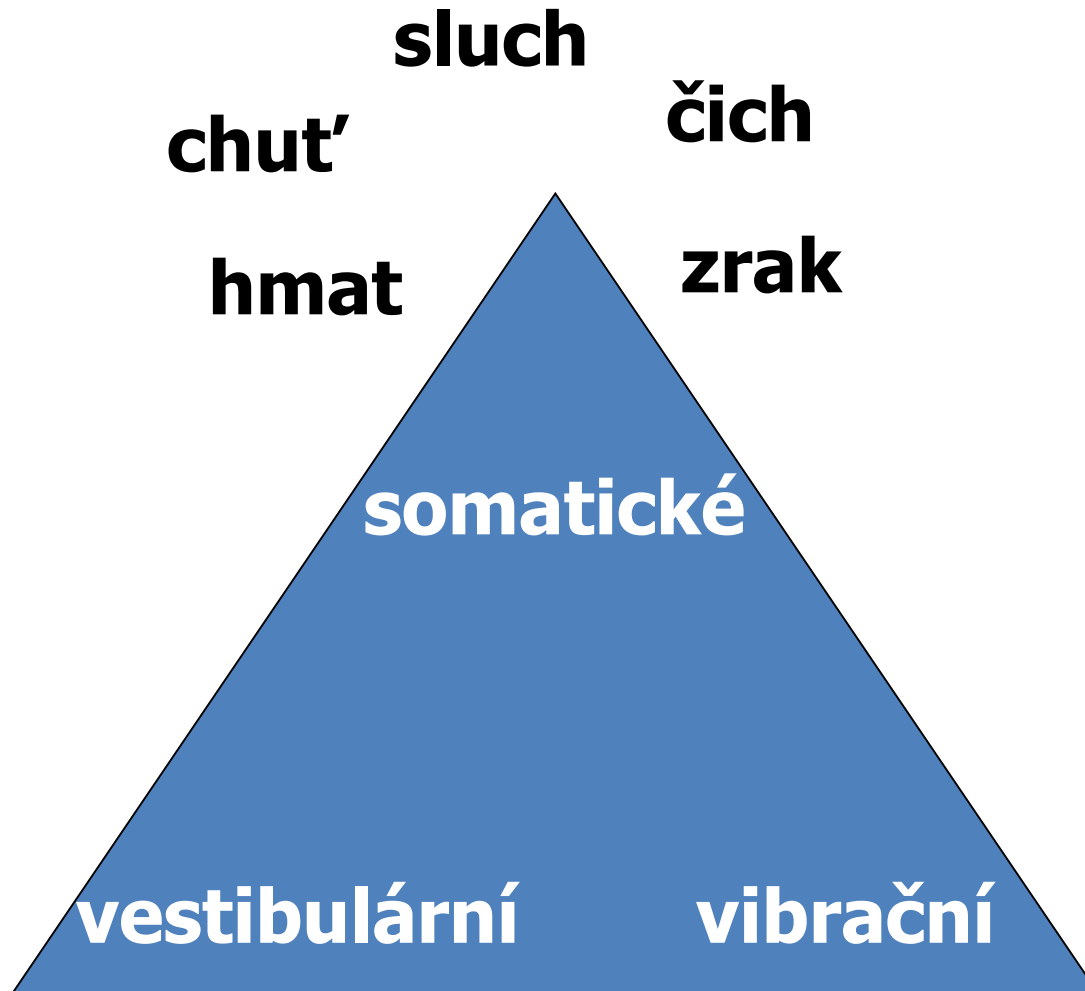 sluch
čich
chuť
zrak
hmat
somatické
vestibulární
vibrační